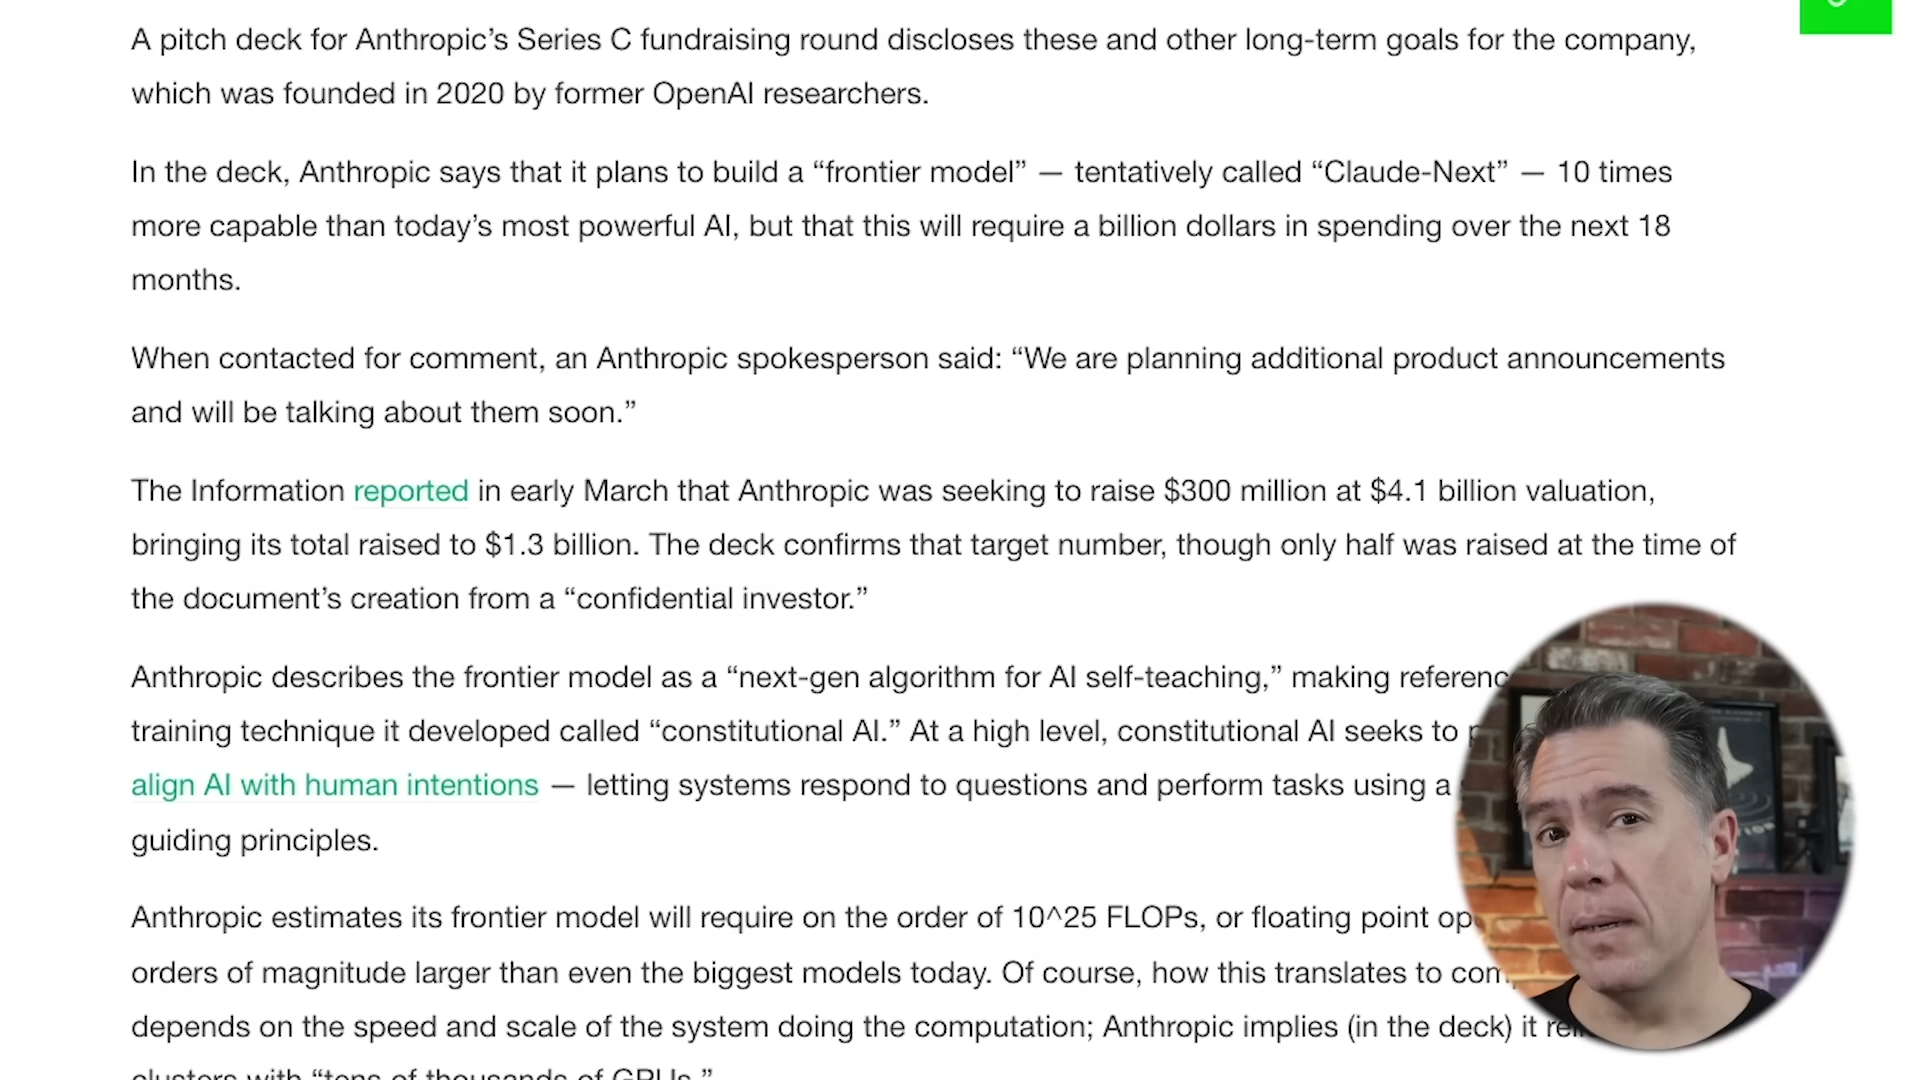 A pitch deck for Anthropic’s Series C fundraising round discloses these and other long-term goals for the company,
which was founded in 2020 by former OpenAI researchers.
In the deck, Anthropic says that it plans to build a “frontier model” — tentatively called “Claude-Next” — 10 times
more capable than today’s most powerful AI, but that this will require a billion dollars in spending over the next 18
months.
When contacted for comment, an Anthropic spokesperson said: “We are planning additional product announcements
and will be talking about them soon.”
The Information reported in early March that Anthropic was seeking to raise $300 million at $4.1 billion valuation,
bringing its total raised to $1.3 billion. The deck confirms that target number, though only half was raised at the time of
the document’s creation from a “confidential investor.”
Anthropic describes the frontier model as a “next-gen algorithm for AI self-teaching,” making
training technique it developed called “constitutional AI.” At a high level, constitutional AI seeks to
align AI with human intentions — letting systems respond to questions and perform tasks using a
guiding principles.
Anthropic estimates its frontier model will require on the order of 10^25 FLOPs, or floating point
orders of magnitude larger than even the biggest models today. Of course, how this translates to
depends on the speed and scale of the system doing the computation; Anthropic implies (in the deck) it
clusters with “tens of thousands of GPUs.”